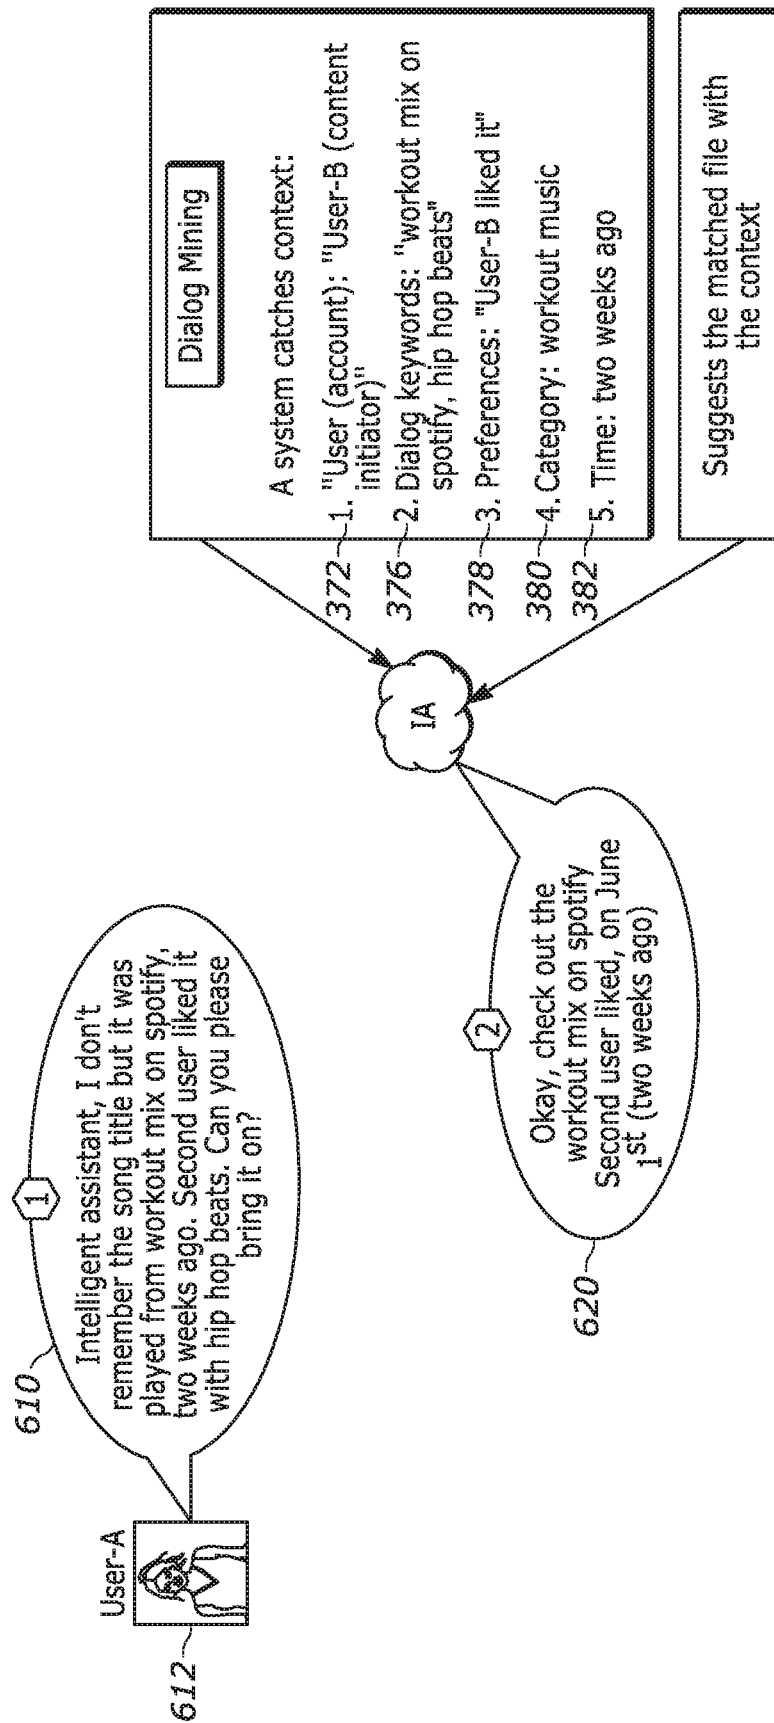 User-A
612
610
1
Intelligent assistant, I don't
remember the song title but it was
played from workout mix on spotify,
two weeks ago. Second user liked it
with hip hop beats. Can you please
bring it on?
2
Okay, check out the
workout mix on spotify
Second user liked, on June
1st (two weeks ago)
620
IA
Dialog Mining
A system catches context:
372 1. "User (account): "User-B (content
initiator)"
376 2. Dialog keywords: "workout mix on
spotify, hip hop beats"
378 3. Preferences: "User-B liked it"
380 4. Category: workout music
382 5. Time: two weeks ago
Suggests the matched file with
the context